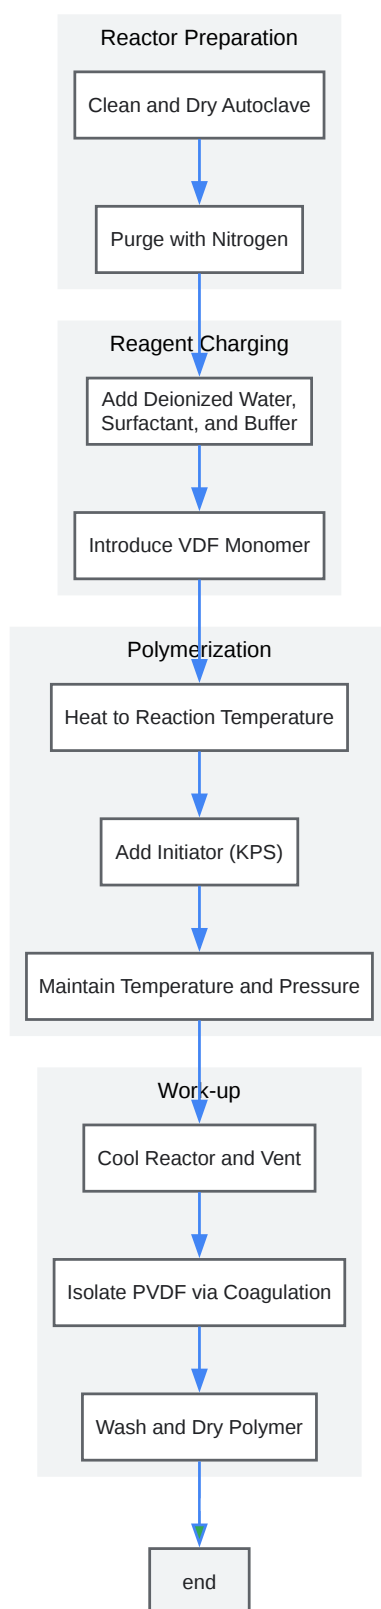 Reactor Preparation
Clean and Dry Autoclave
Purge with Nitrogen
Reagent Charging
Add Deionized Water,
Surfactant, and Buffer
Introduce VDF Monomer
Polymerization
Heat to Reaction Temperature
Add Initiator (KPS)
Maintain Temperature and Pressure
Work-up
Cool Reactor and Vent
Isolate PVDF via Coagulation
Wash and Dry Polymer
end